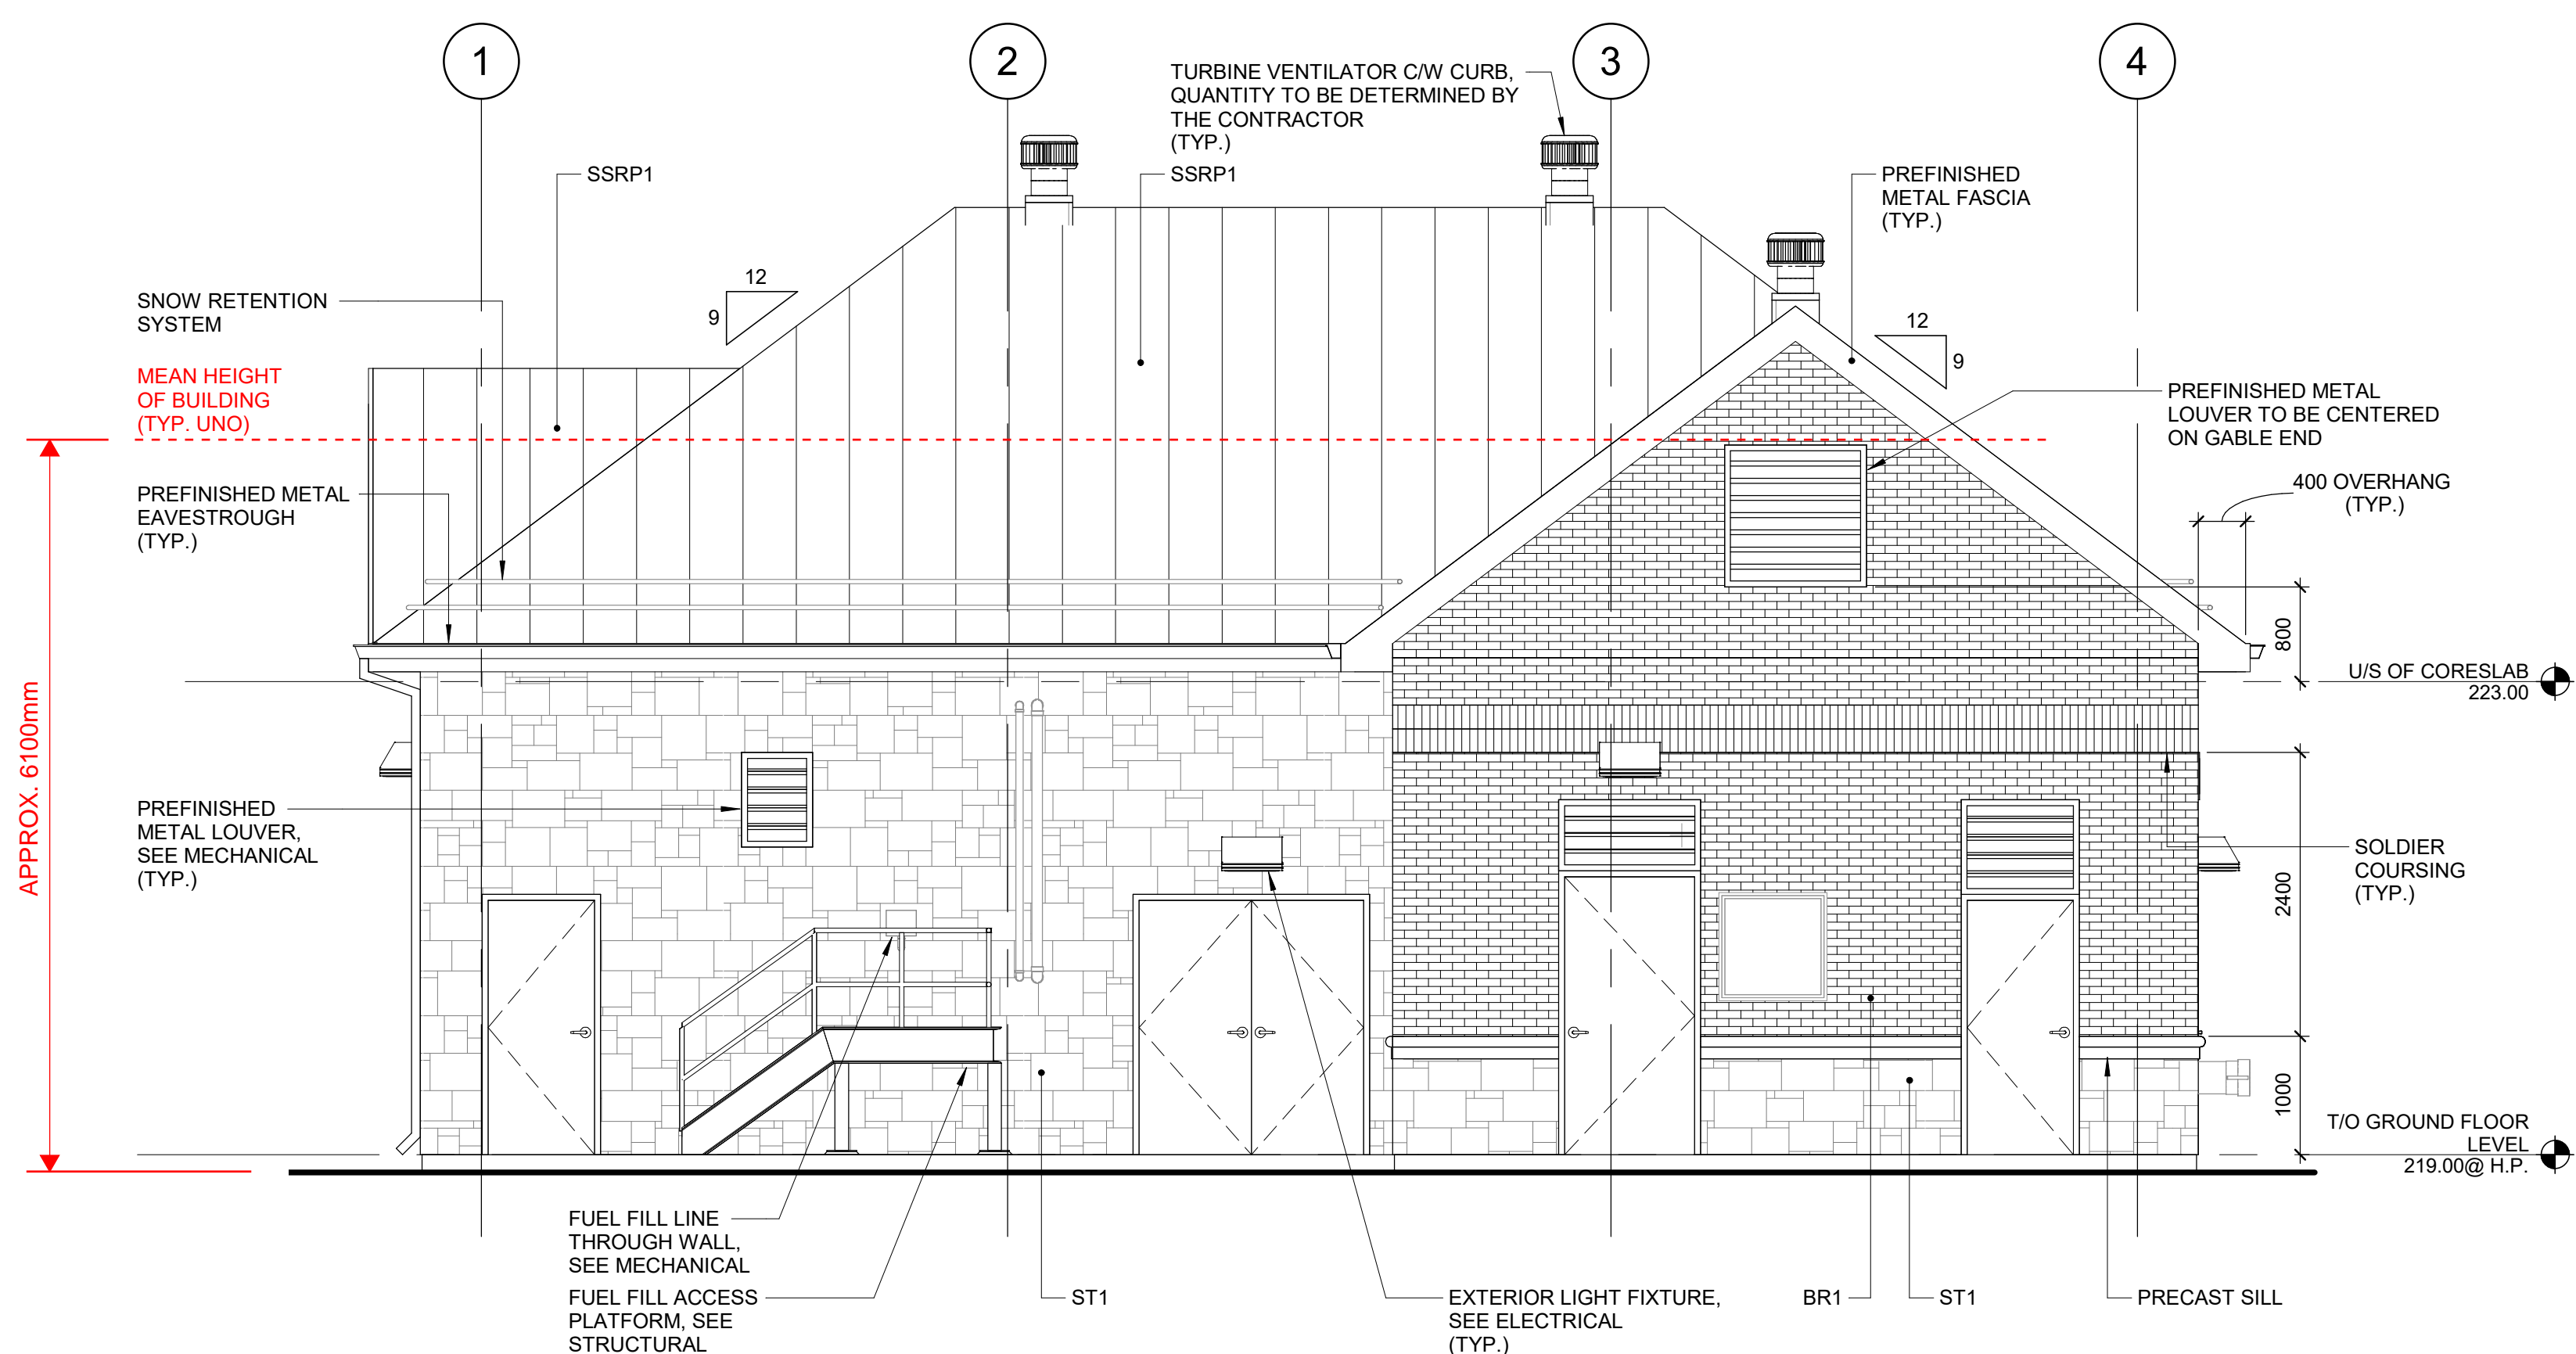 1
2
3
4
TURBINE VENTILATOR C/W CURB,
QUANTITY TO BE DETERMINED BY
THE CONTRACTOR
(TYP.)
SSRP1
SSRP1
PREFINISHED
METAL FASCIA
(TYP.)
12
9
12
9
SNOW RETENTION
SYSTEM
MEAN HEIGHT
OF BUILDING
(TYP. UNO)
PREFINISHED METAL
LOUVER TO BE CENTERED
ON GABLE END
PREFINISHED METAL
EAVESTROUGH
(TYP.)
400 OVERHANG
(TYP.)
800
U/S OF CORESLAB
223.00
APPROX. 6100mm
PREFINISHED
METAL LOUVER,
SEE MECHANICAL
(TYP.)
SOLDIER
COURSING
(TYP.)
2400
1000
T/O GROUND FLOOR
LEVEL
219.00@ H.P.
FUEL FILL LINE
THROUGH WALL,
SEE MECHANICAL
FUEL FILL ACCESS
PLATFORM, SEE
STRUCTURAL
ST1
EXTERIOR LIGHT FIXTURE,
SEE ELECTRICAL
(TYP.)
BR1
ST1
PRECAST SILL